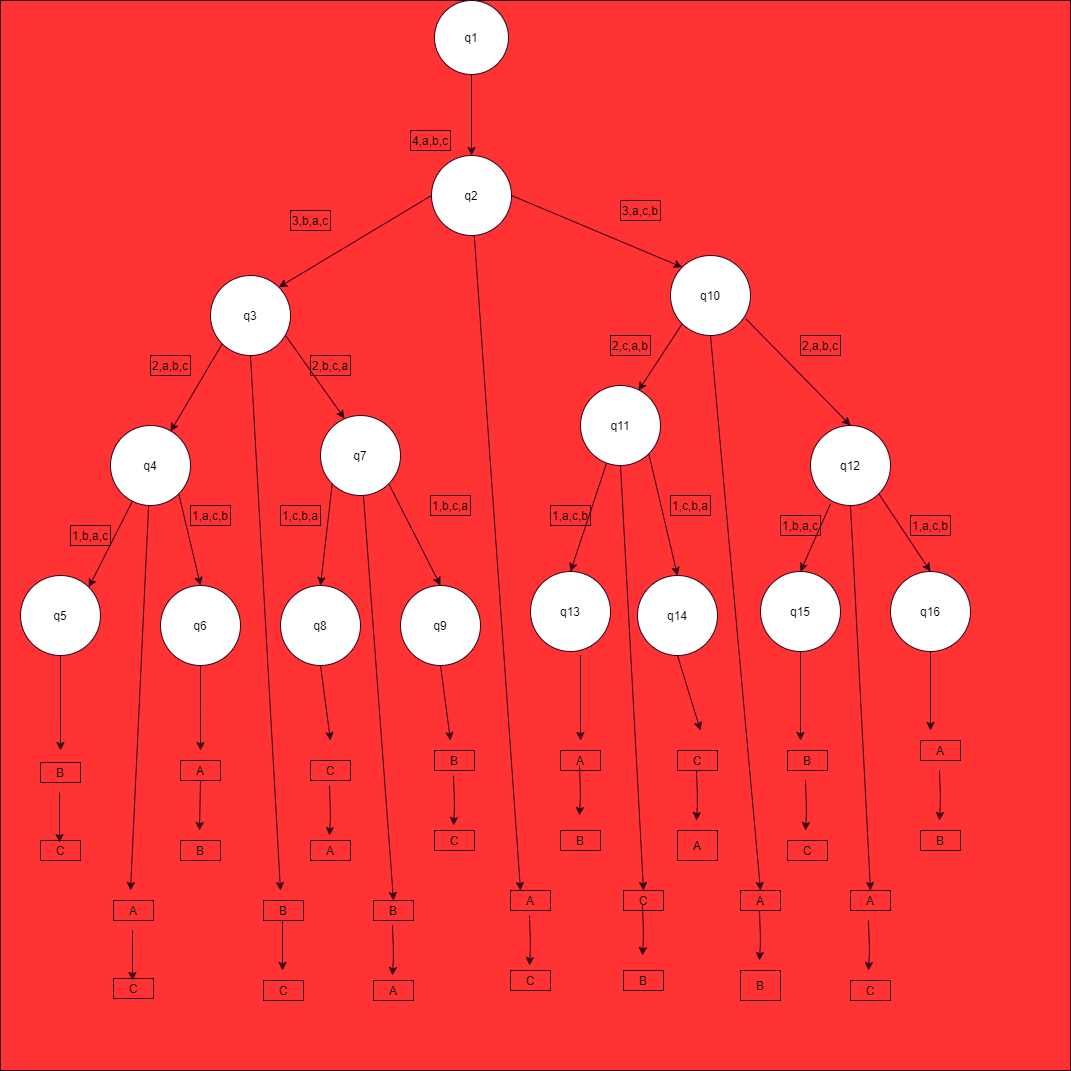 q1
4,a,b,c
q2
3,b,a,c
3,a,c,b
q3
q10
2,a,b,c
2,b,c,a
2,c,a,b
2,a,b,c
q4
q7
q11
q12
1,b,a,c
1,a,c,b
1,c,b,a
1,b,c,a
1,a,c,b
1,c,b,a
1,b,a,c
1,a,c,b
q5
q6
q8
q9
q13
q14
q15
q16
B
A
C
B
A
C
B
A
C
B
A
C
B
A
C
B
A
B
B
A
C
A
A
C
C
A
C
B
B
C